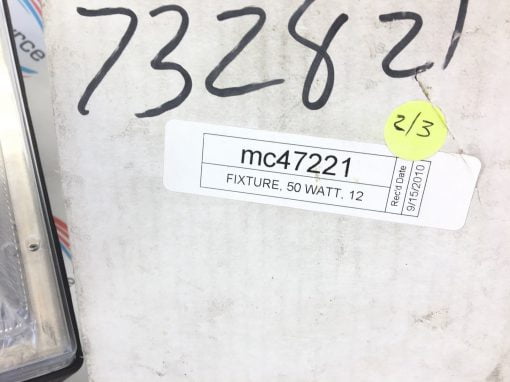 732821
2/3
mc47221
FIXTURE, 50 WATT, 12
Rec'd Date
9/15/2010